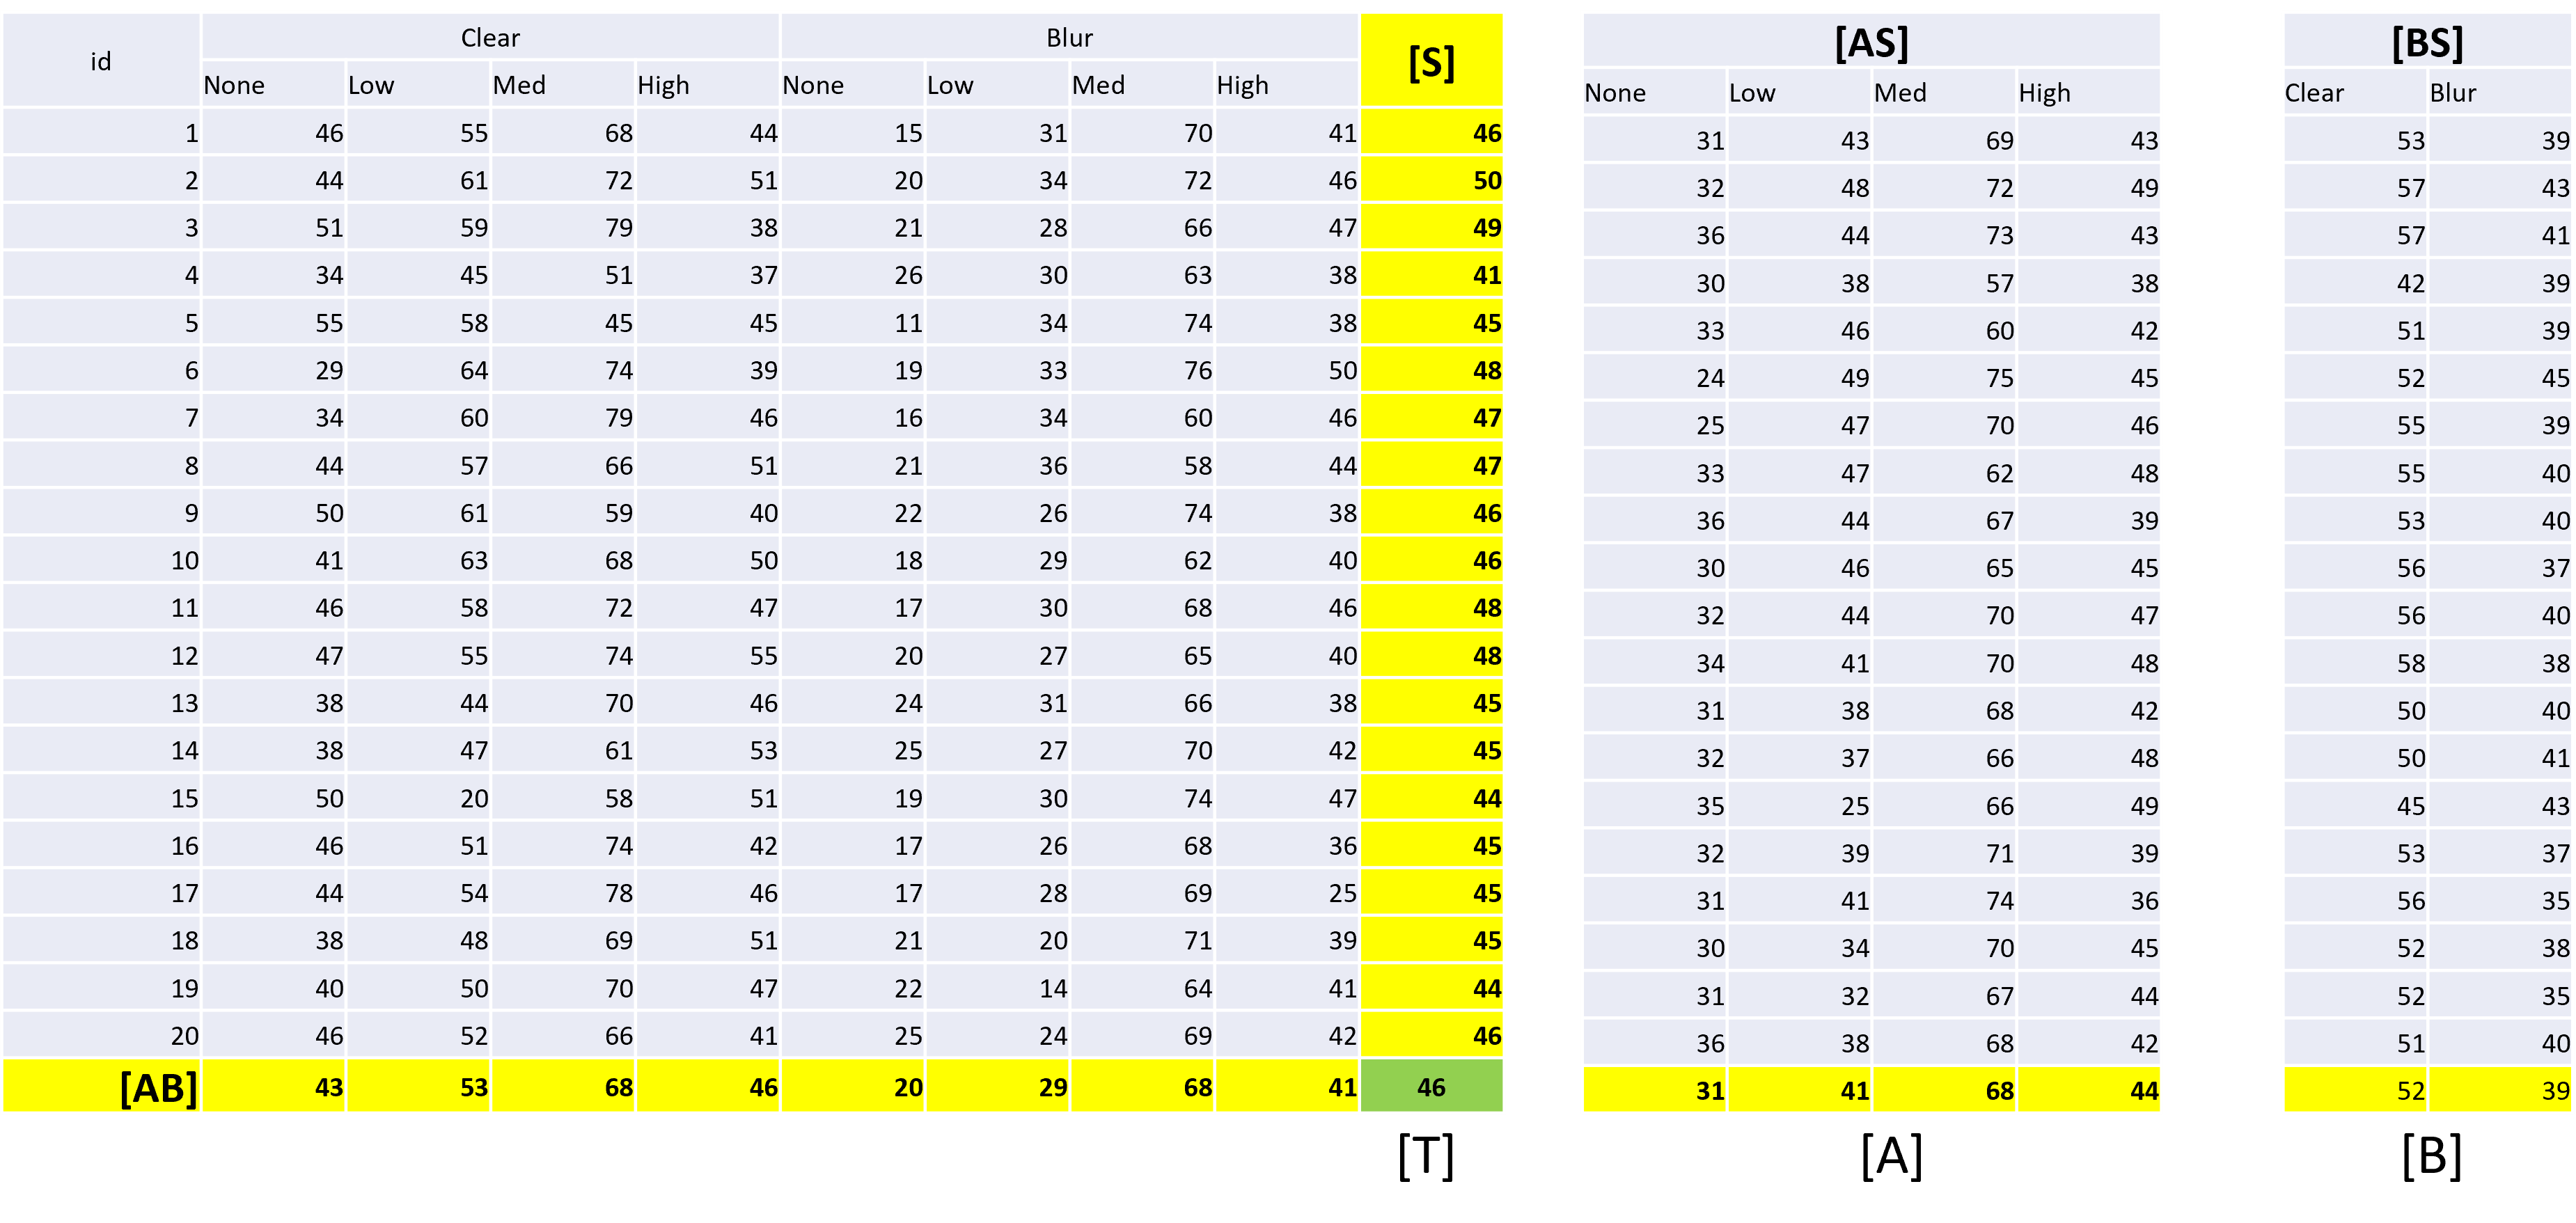 id Clear Blur [S] [AS] [BS]
None Low Med High None Low Med High None Low Med High Clear Blur
1 46 55 68 44 15 31 70 41 46 31 43 69 43 53 39
2 44 61 72 51 20 34 72 46 50 32 48 72 49 57 43
3 51 59 79 38 21 28 66 47 49 36 44 73 43 57 41
4 34 45 51 37 26 30 63 38 41 30 38 57 38 42 39
5 55 58 45 45 11 34 74 38 45 33 46 60 42 51 39
6 29 64 74 39 19 33 76 50 48 24 49 75 45 52 45
7 34 60 79 46 16 34 60 46 47 25 47 70 46 55 39
8 44 57 66 51 21 36 58 44 47 33 47 62 48 55 40
9 50 61 59 40 22 26 74 38 46 36 44 67 39 53 40
10 41 63 68 50 18 29 62 40 46 30 46 65 45 56 37
11 46 58 72 47 17 30 68 46 48 32 44 70 47 56 40
12 47 55 74 55 20 27 65 40 48 34 41 70 48 58 38
13 38 44 70 46 24 31 66 38 45 31 38 68 42 50 40
14 38 47 61 53 25 27 70 42 45 32 37 66 48 50 41
15 50 20 58 51 19 30 74 47 44 35 25 66 49 45 43
16 46 51 74 42 17 26 68 36 45 32 39 71 39 53 37
17 44 54 78 46 17 28 69 25 45 31 41 74 36 56 35
18 38 48 69 51 21 20 71 39 45 30 34 70 45 52 38
19 40 50 70 47 22 14 64 41 44 31 32 67 44 52 35
20 46 52 66 41 25 24 69 42 46 36 38 68 42 51 40
[AB] 43 53 68 46 20 29 68 41 46 31 41 68 44 52 39
[T] [A] [B]